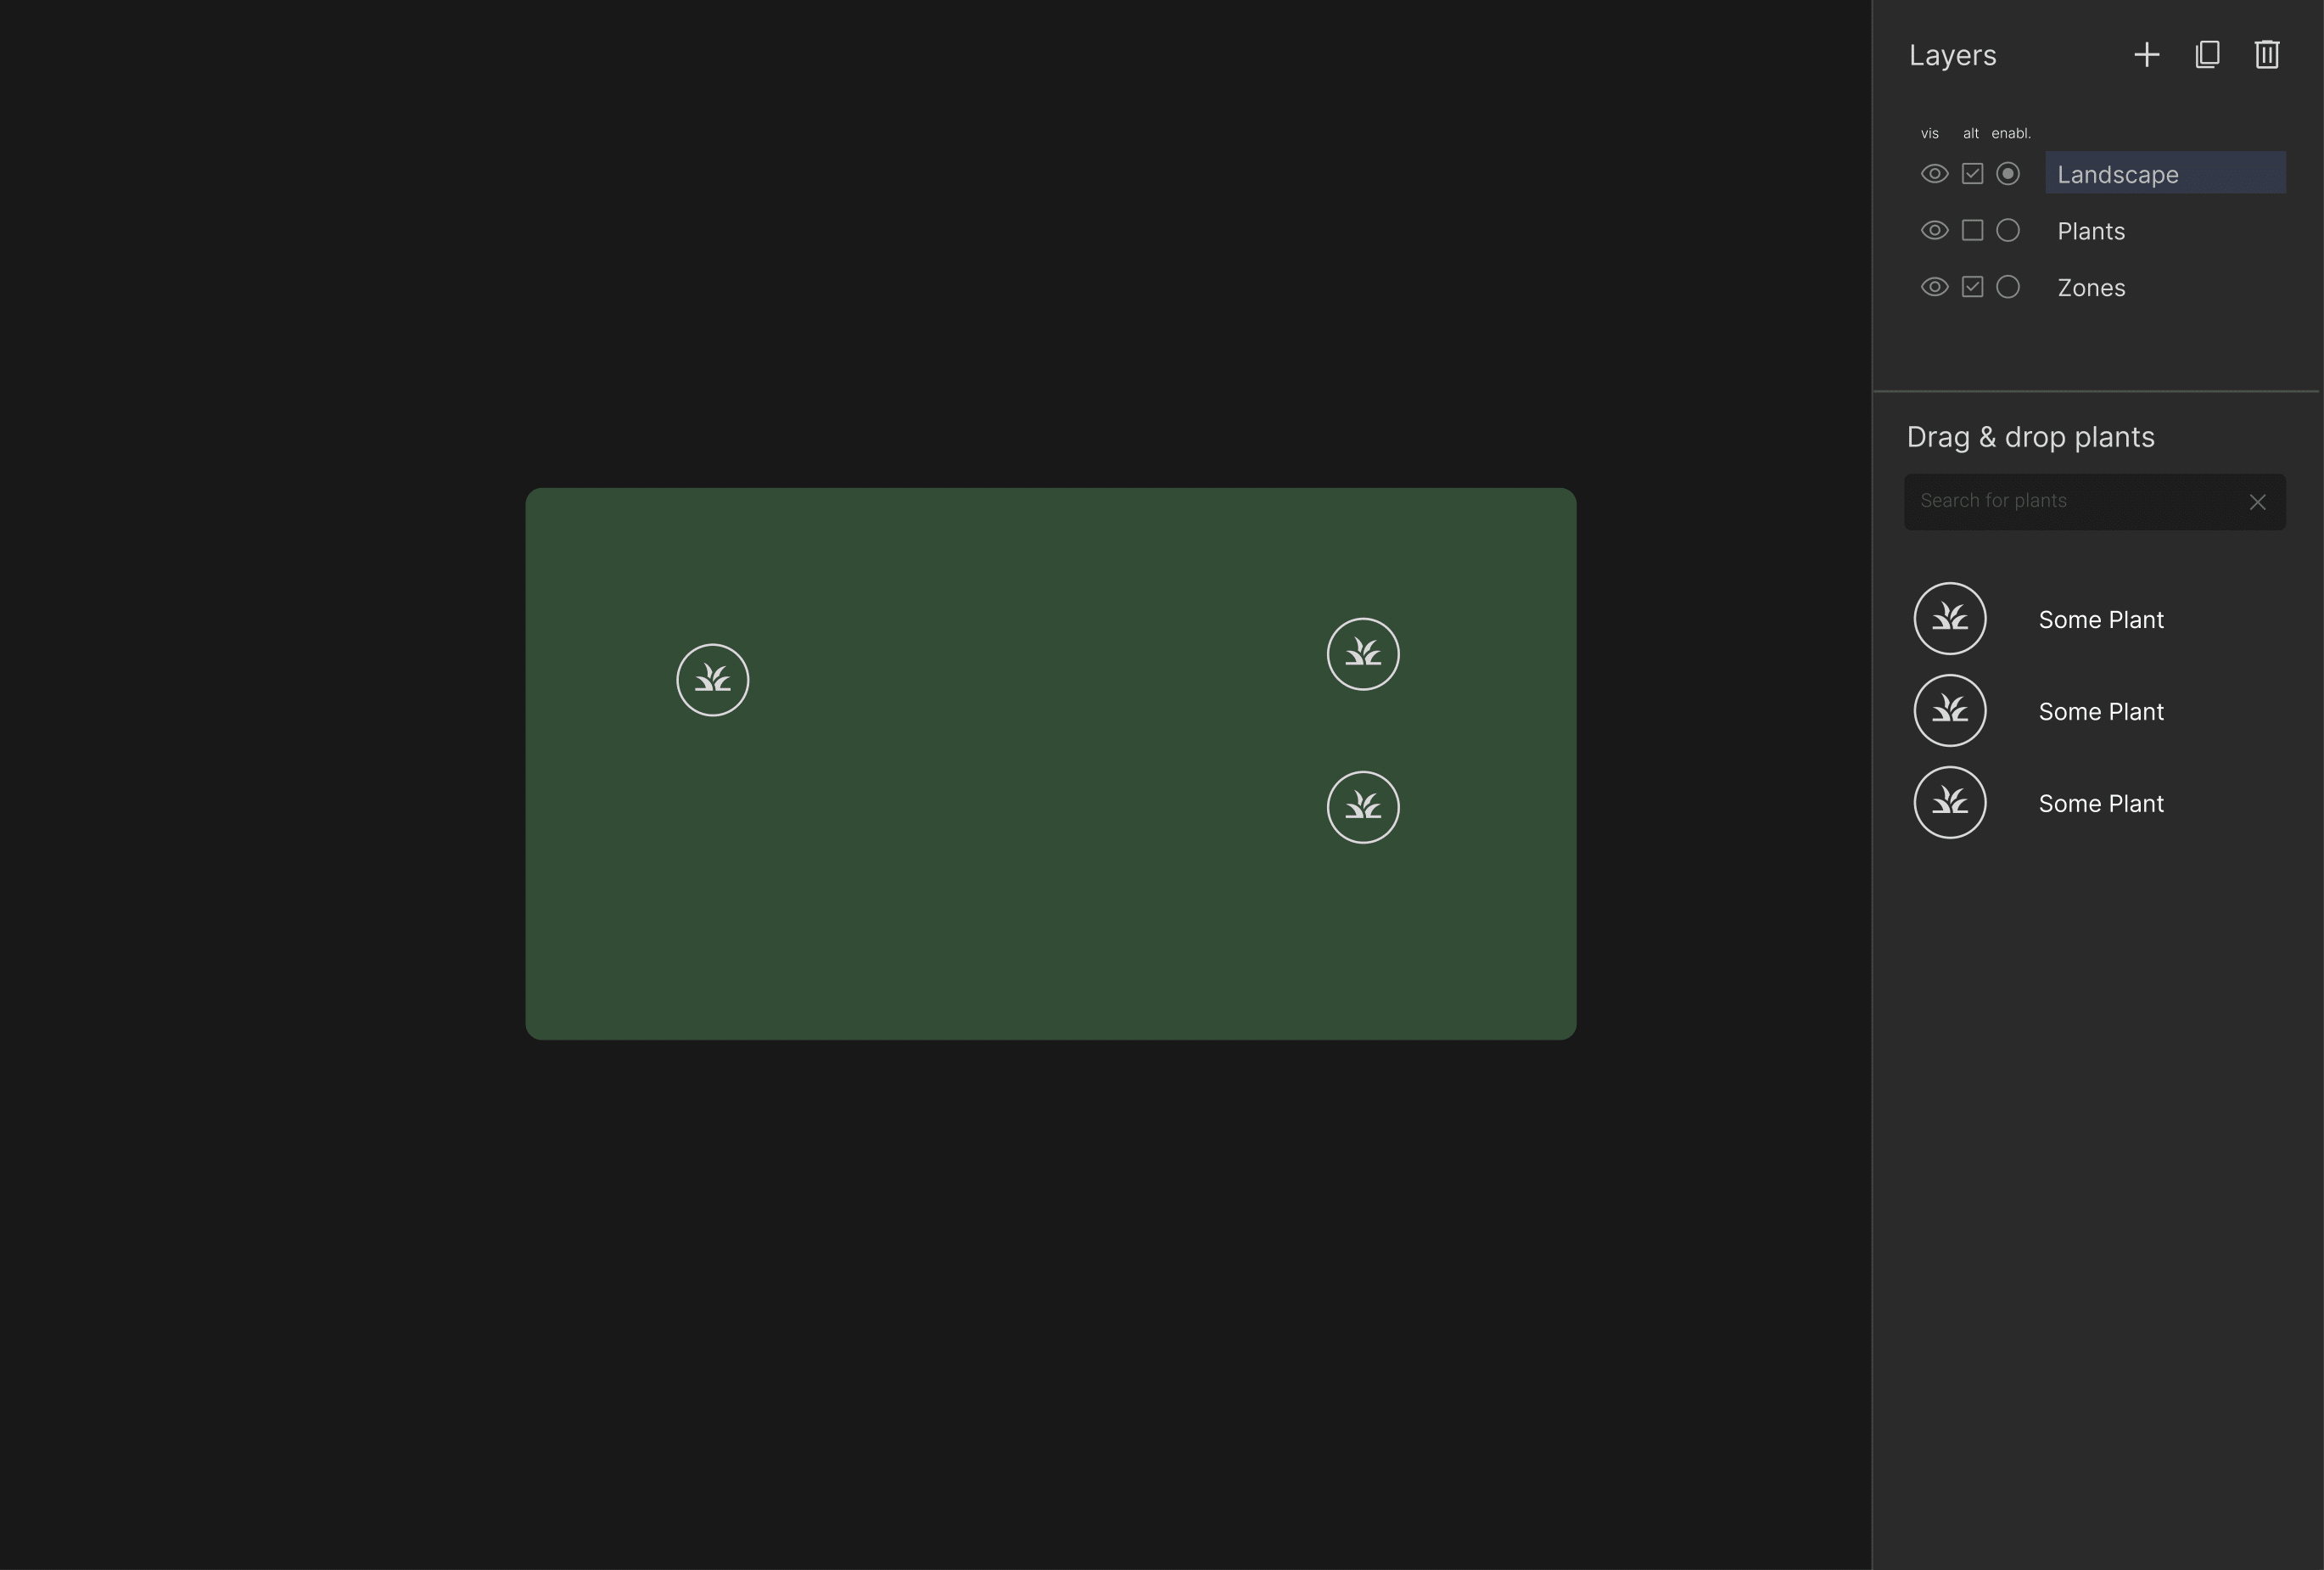 Layers
vis alt enabl.
Landscape
Plants
Zones
Drag & drop plants
Search for plants
Some Plant
Some Plant
Some Plant